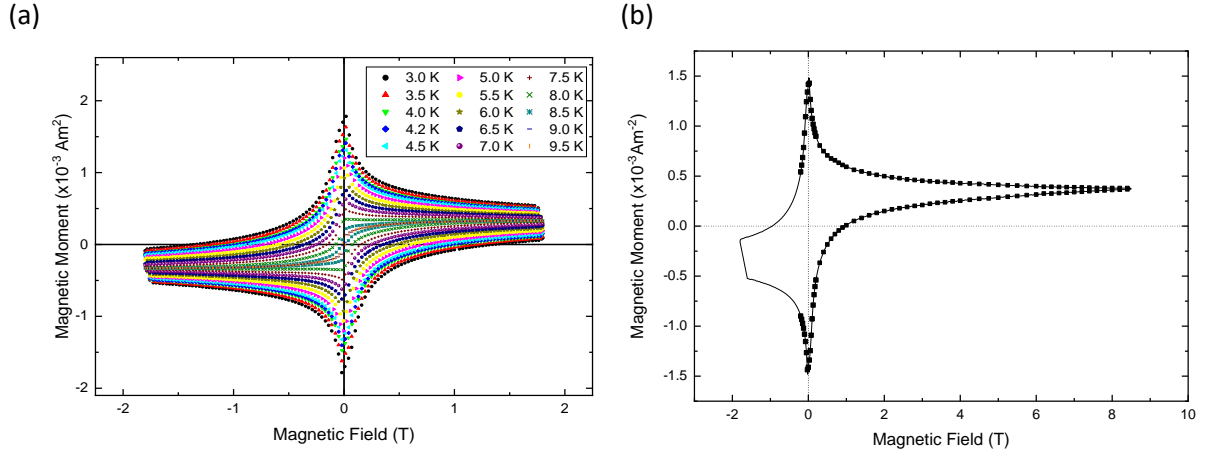 (a)
(b)
2
1
0
-1
-2
-2
-1
0
1
2
Magnetic Moment (x10⁻³ Am²)
Magnetic Field (T)
3.0 K 5.0 K 7.5 K
3.5 K 5.5 K 8.0 K
4.0 K 6.0 K 8.5 K
4.2 K 6.5 K 9.0 K
4.5 K 7.0 K 9.5 K
1.5
1.0
0.5
0.0
-0.5
-1.0
-1.5
-2
0
2
4
6
8
10
Magnetic Moment (x10⁻³Am⁻²)
Magnetic Field (T)